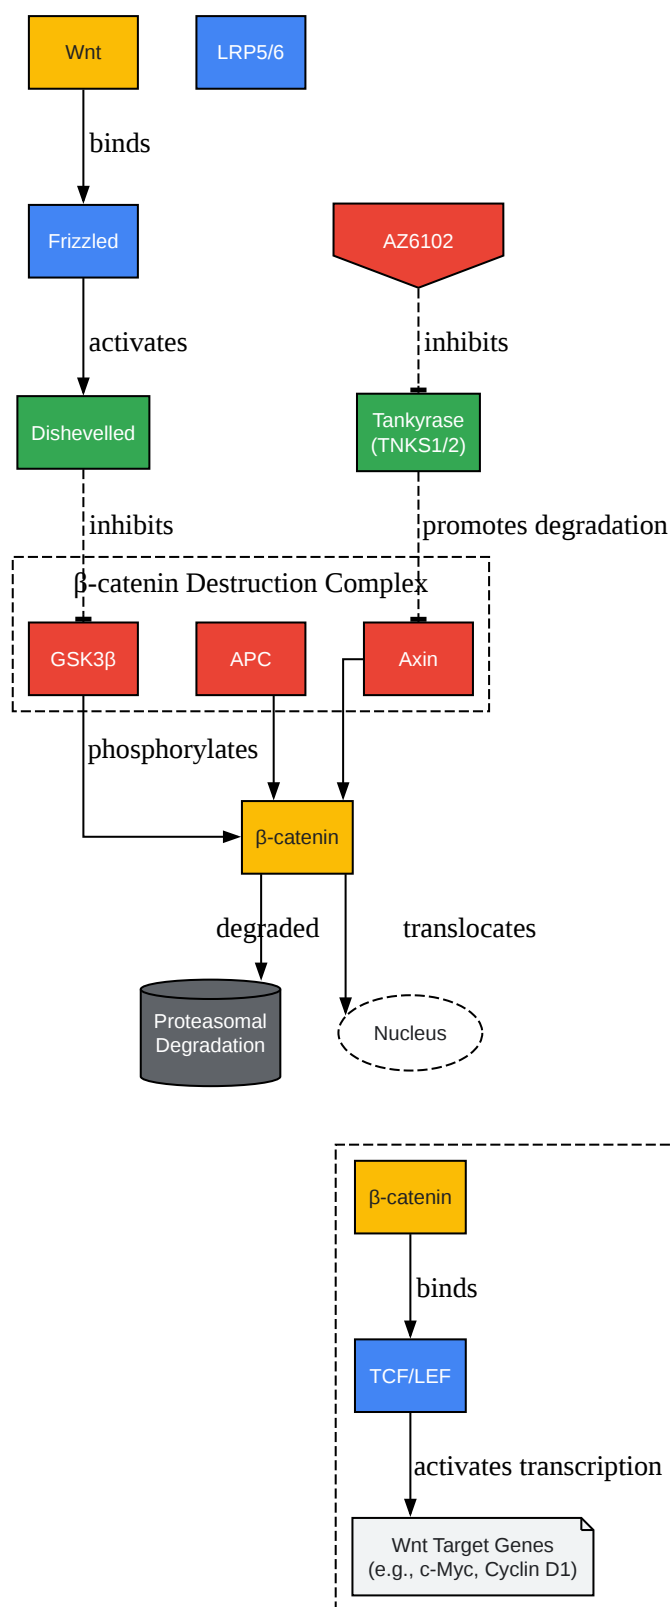 Wnt
LRP5/6
binds
Frizzled
AZ6102
activates
inhibits
Dishevelled
Tankyrase
(TNKS1/2)
inhibits
promotes degradation
β-catenin Destruction Complex
GSK3β
APC
Axin
phosphorylates
β-catenin
degraded
translocates
Proteasomal
Degradation
Nucleus
β-catenin
binds
TCF/LEF
activates transcription
Wnt Target Genes
(e.g., c-Myc, Cyclin D1)